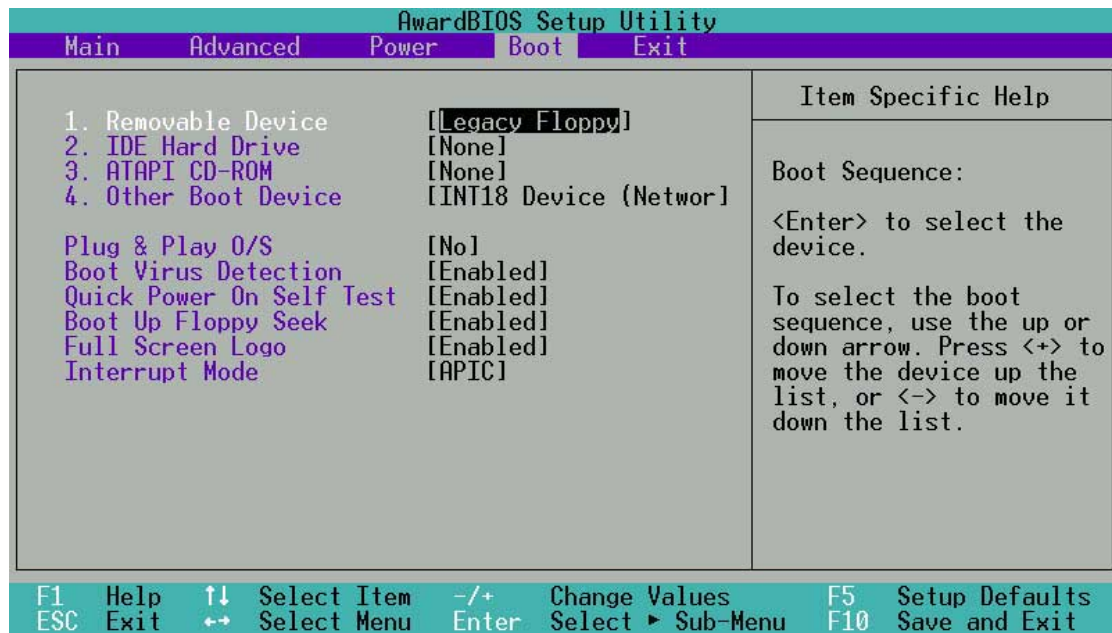 AwardBIOS Setup Utility
Main Advanced Power Boot Exit
1. Removable Device [Legacy Floppy]
2. IDE Hard Drive [None]
3. ATAPI CD-ROM [None]
4. Other Boot Device [INT18 Device (Networ]
Plug & Play O/S [No]
Boot Virus Detection [Enabled]
Quick Power On Self Test [Enabled]
Boot Up Floppy Seek [Enabled]
Full Screen Logo [Enabled]
Interrupt Mode [APIC]
Item Specific Help
Boot Sequence:
<Enter> to select the
device.
To select the boot
sequence, use the up or
down arrow. Press <+> to
move the device up the
list, or <-> to move it
down the list.
F1 Help ↑↓ Select Item -/+ Change Values F5 Setup Defaults
ESC Exit ←→ Select Menu Enter Select ► Sub-Menu F10 Save and Exit